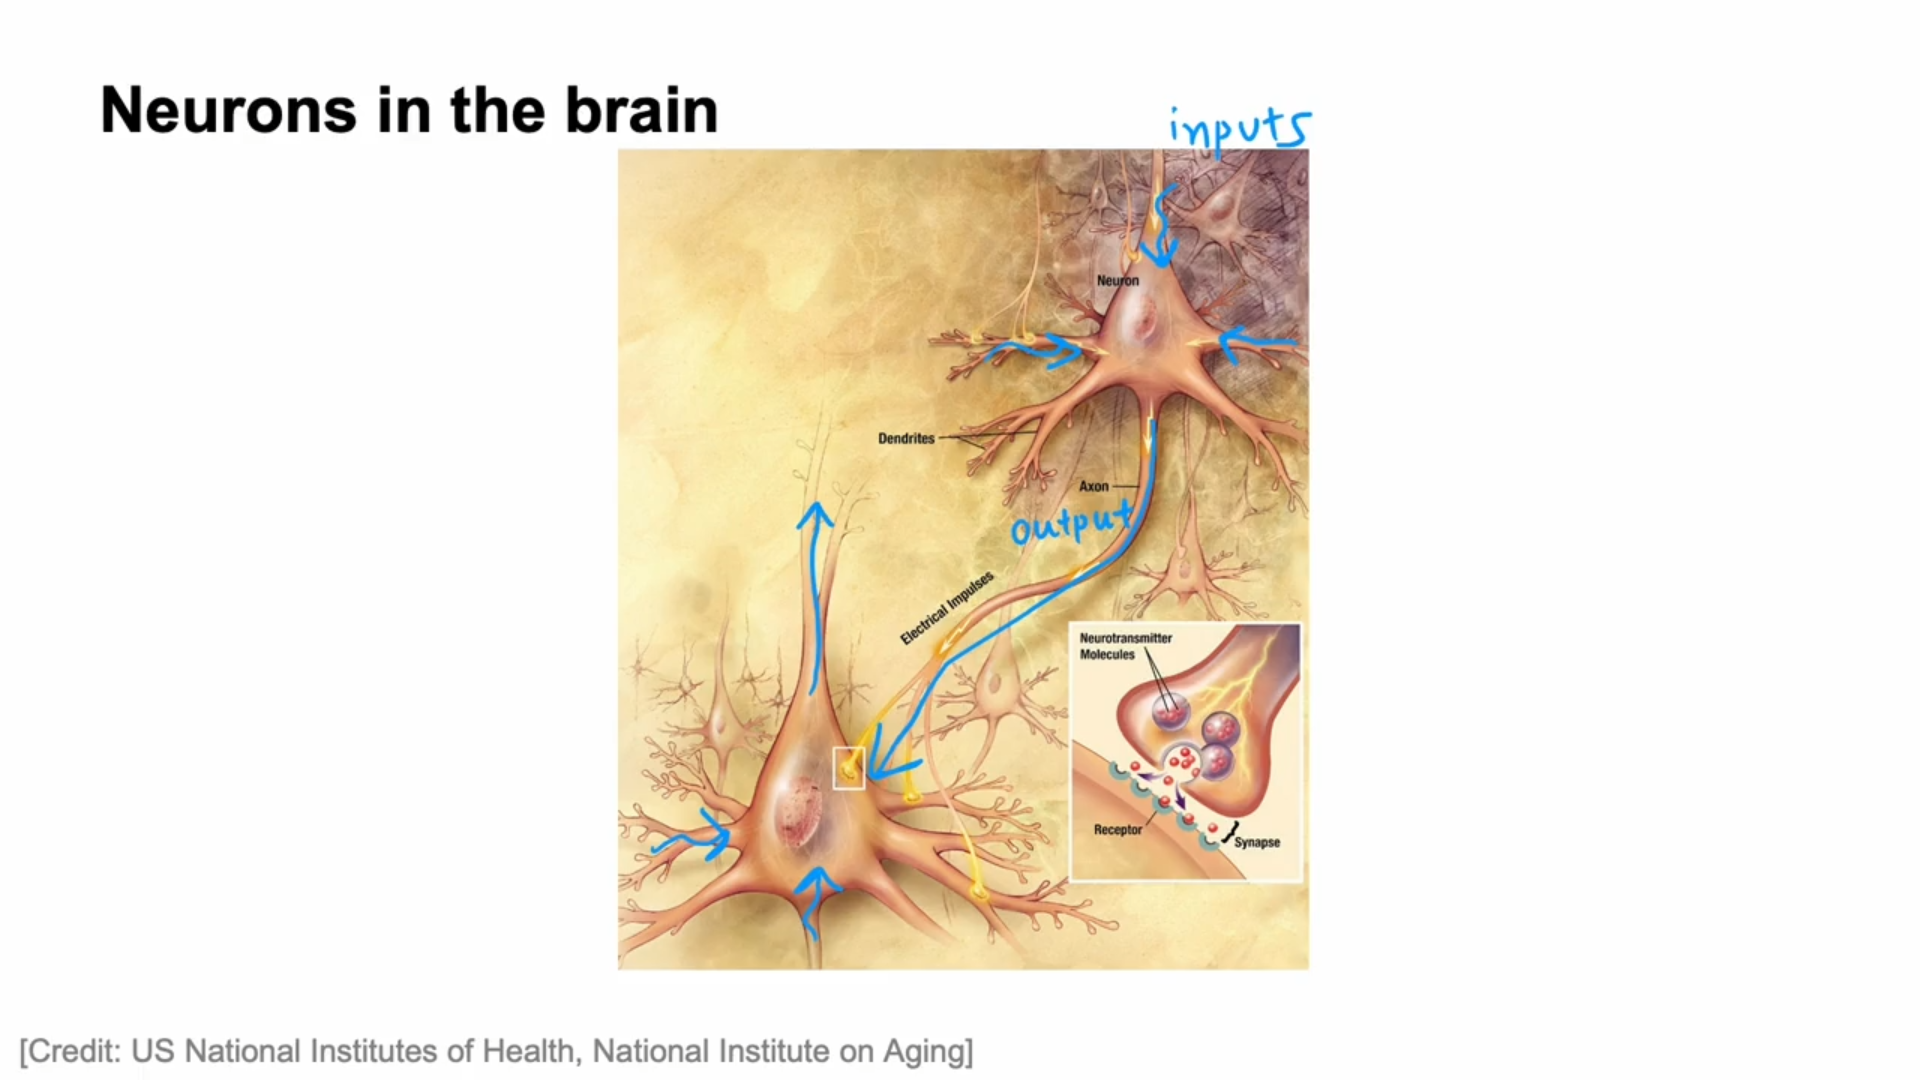 Neurons in the brain
inputs
Neuron
Dendrites
Axon
output
Electrical Impulses
Neurotransmitter
Molecules
Receptor
Synapse
[Credit: US National Institutes of Health, National Institute on Aging]